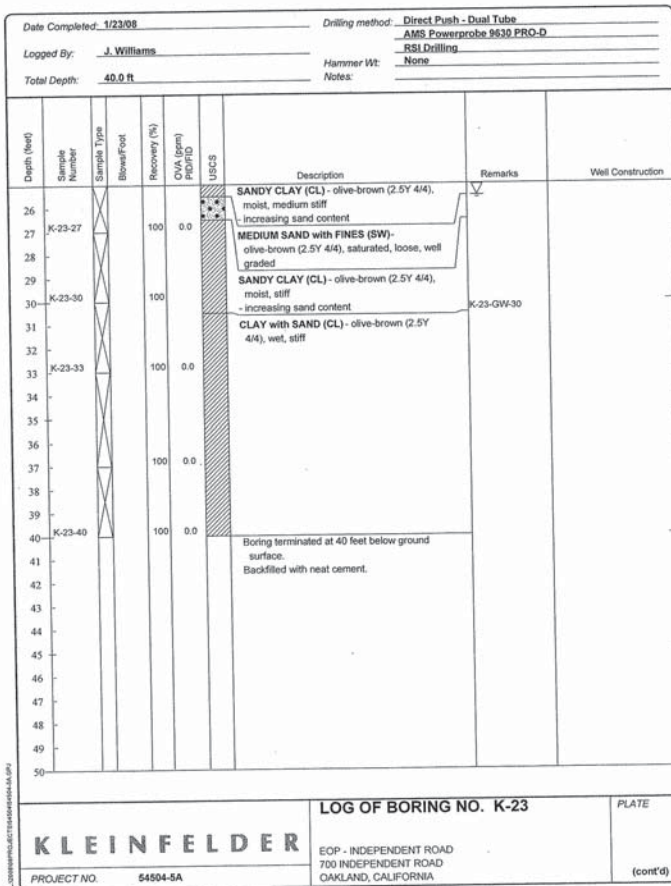 Date Completed: 1/23/08
Logged By: J. Williams
Total Depth: 40.0 ft
Drilling method: Direct Push - Dual Tube
AMS Powerprobe 9630 PRO-D
RSI Drilling
Hammer Wt: None
Notes:
Depth (feet)
Sample Number
Sample Type
Blows/Foot
Recovery (%)
OVA (ppm) PID/FID
USCS
Description
Remarks
Well Construction
SANDY CLAY (CL) - olive-brown (2.5Y 4/4),
moist, medium stiff
- increasing sand content
26
K-23-27 100 0.0
27
MEDIUM SAND with FINES (SW)-
olive-brown (2.5Y 4/4), saturated, loose, well
graded
28
29
SANDY CLAY (CL) - olive-brown (2.5Y 4/4),
moist, stiff
- increasing sand content
K-23-30 100
30
K-23-GW-30
31
CLAY with SAND (CL) - olive-brown (2.5Y
4/4), wet, stiff
32
K-23-33 100 0.0
33
34
35
36
37
100 0.0
38
39
K-23-40 100 0.0
40
Boring terminated at 40 feet below ground
surface.
Backfilled with neat cement.
41
42
43
44
45
46
47
48
49
50
KLEINFELDER
PROJECT NO. 54504-5A
LOG OF BORING NO. K-23
EOP - INDEPENDENT ROAD
700 INDEPENDENT ROAD
OAKLAND, CALIFORNIA
PLATE
(cont'd)